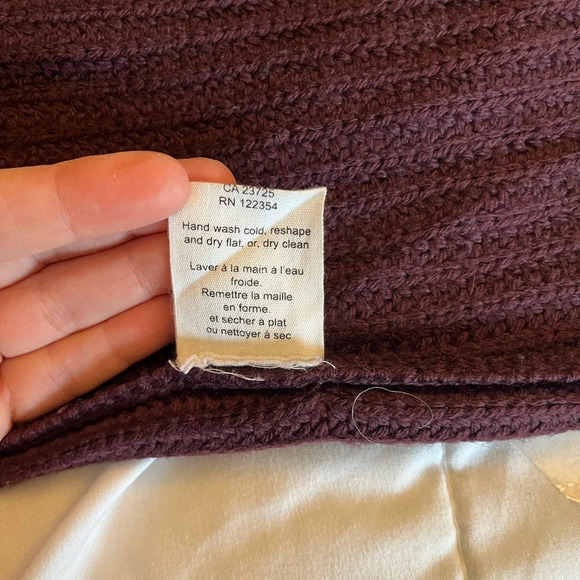 CA 23725
RN 122354
Hand wash cold, reshape
and dry flat, or, dry clean
Laver à la main à l'eau
froide.
Remettre la maille
en forme.
et sécher à plat
ou nettoyer à sec